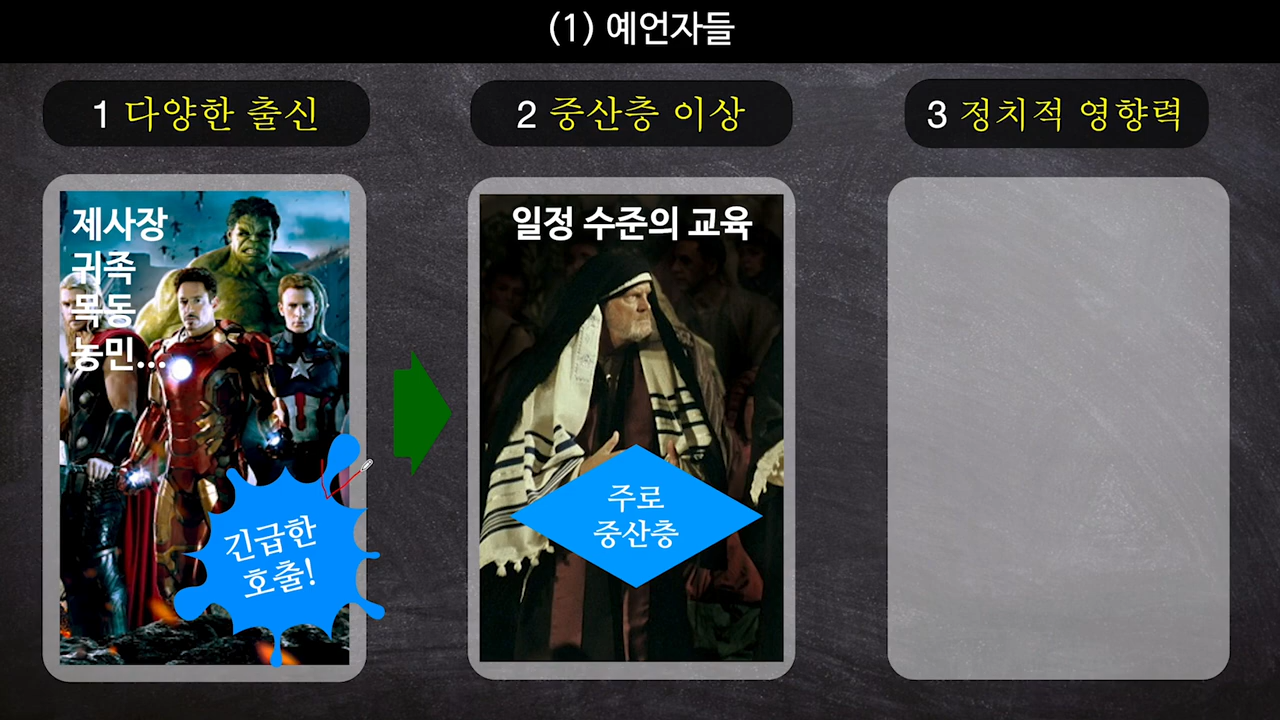 (1) 예언자들
1 다양한 출신
2 중산층 이상
3 정치적 영향력
제사장
귀족
목동
농민...
긴급한
호출!
일정 수준의 교육
주로
중산층